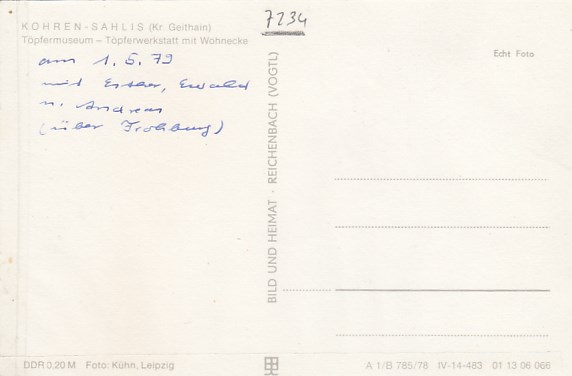 7234
KOHREN-SAHLIS (Kr. Geithain)
Töpfermuseum – Töpferwerkstatt mit Wohnecke
am 1.5.79
mit Esther, Ewald
u. Andreas
(über Frohburg)
Echt Foto
BILD UND HEIMAT · REICHENBACH (VOGTL)
DDR 0.20 M Foto: Kühn, Leipzig
A 1/B 785/78 IV-14-483 01 13 06 066